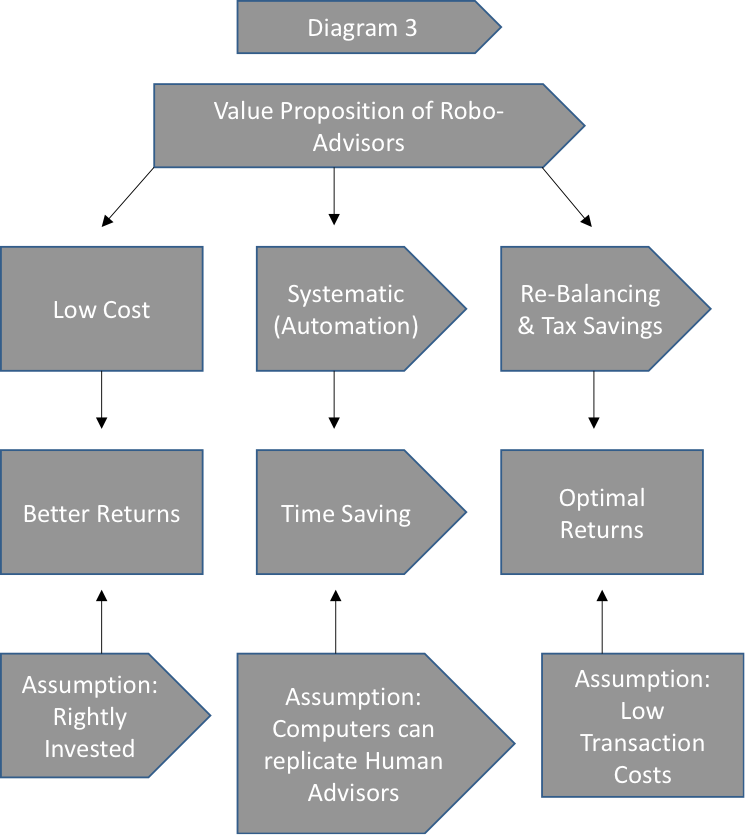 Diagram 3
Value Proposition of Robo-
Advisors
Low Cost
Systematic
(Automation)
Re-Balancing
& Tax Savings
Better Returns
Time Saving
Optimal
Returns
Assumption:
Rightly
Invested
Assumption:
Computers can
replicate Human
Advisors
Assumption:
Low
Transaction
Costs